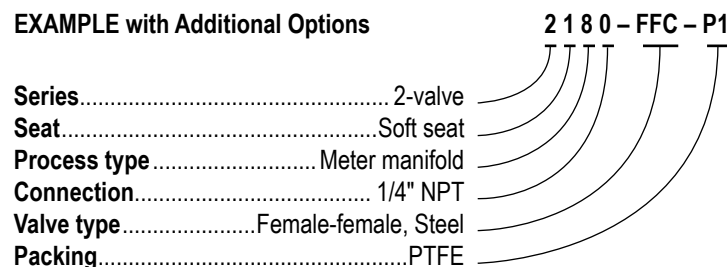 EXAMPLE with Additional Options 2 1 8 0 – FFC – P1
Series................................................ 2-valve
Seat.................................................Soft seat
Process type......................... Meter manifold
Connection..................................... 1/4" NPT
Valve type.....................Female-female, Steel
Packing................................................PTFE